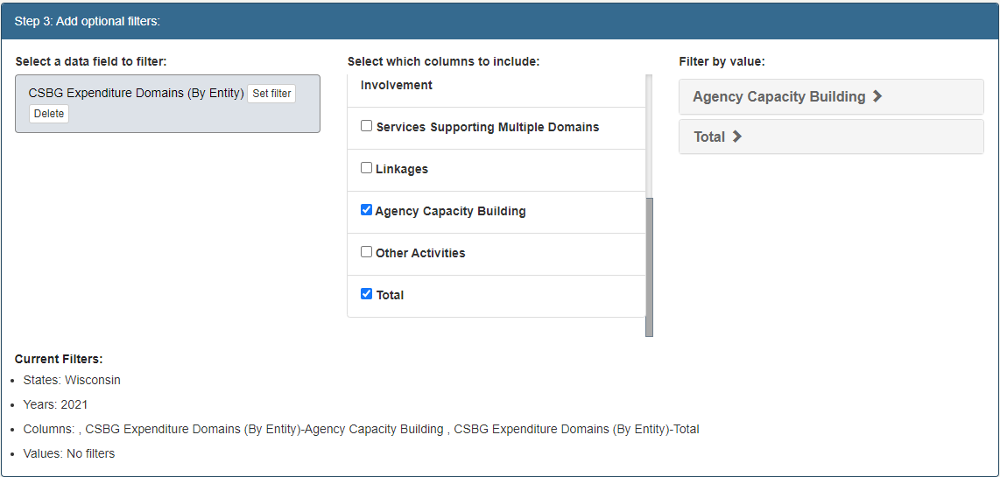 Step 3: Add optional filters:
Select a data field to filter:
CSBG Expenditure Domains (By Entity) Set filter
Delete
Select which columns to include:
Involvement
Services Supporting Multiple Domains
Linkages
Agency Capacity Building
Other Activities
Total
Filter by value:
Agency Capacity Building
Total
Current Filters:
States: Wisconsin
Years: 2021
Columns: , CSBG Expenditure Domains (By Entity)-Agency Capacity Building , CSBG Expenditure Domains (By Entity)-Total
Values: No filters